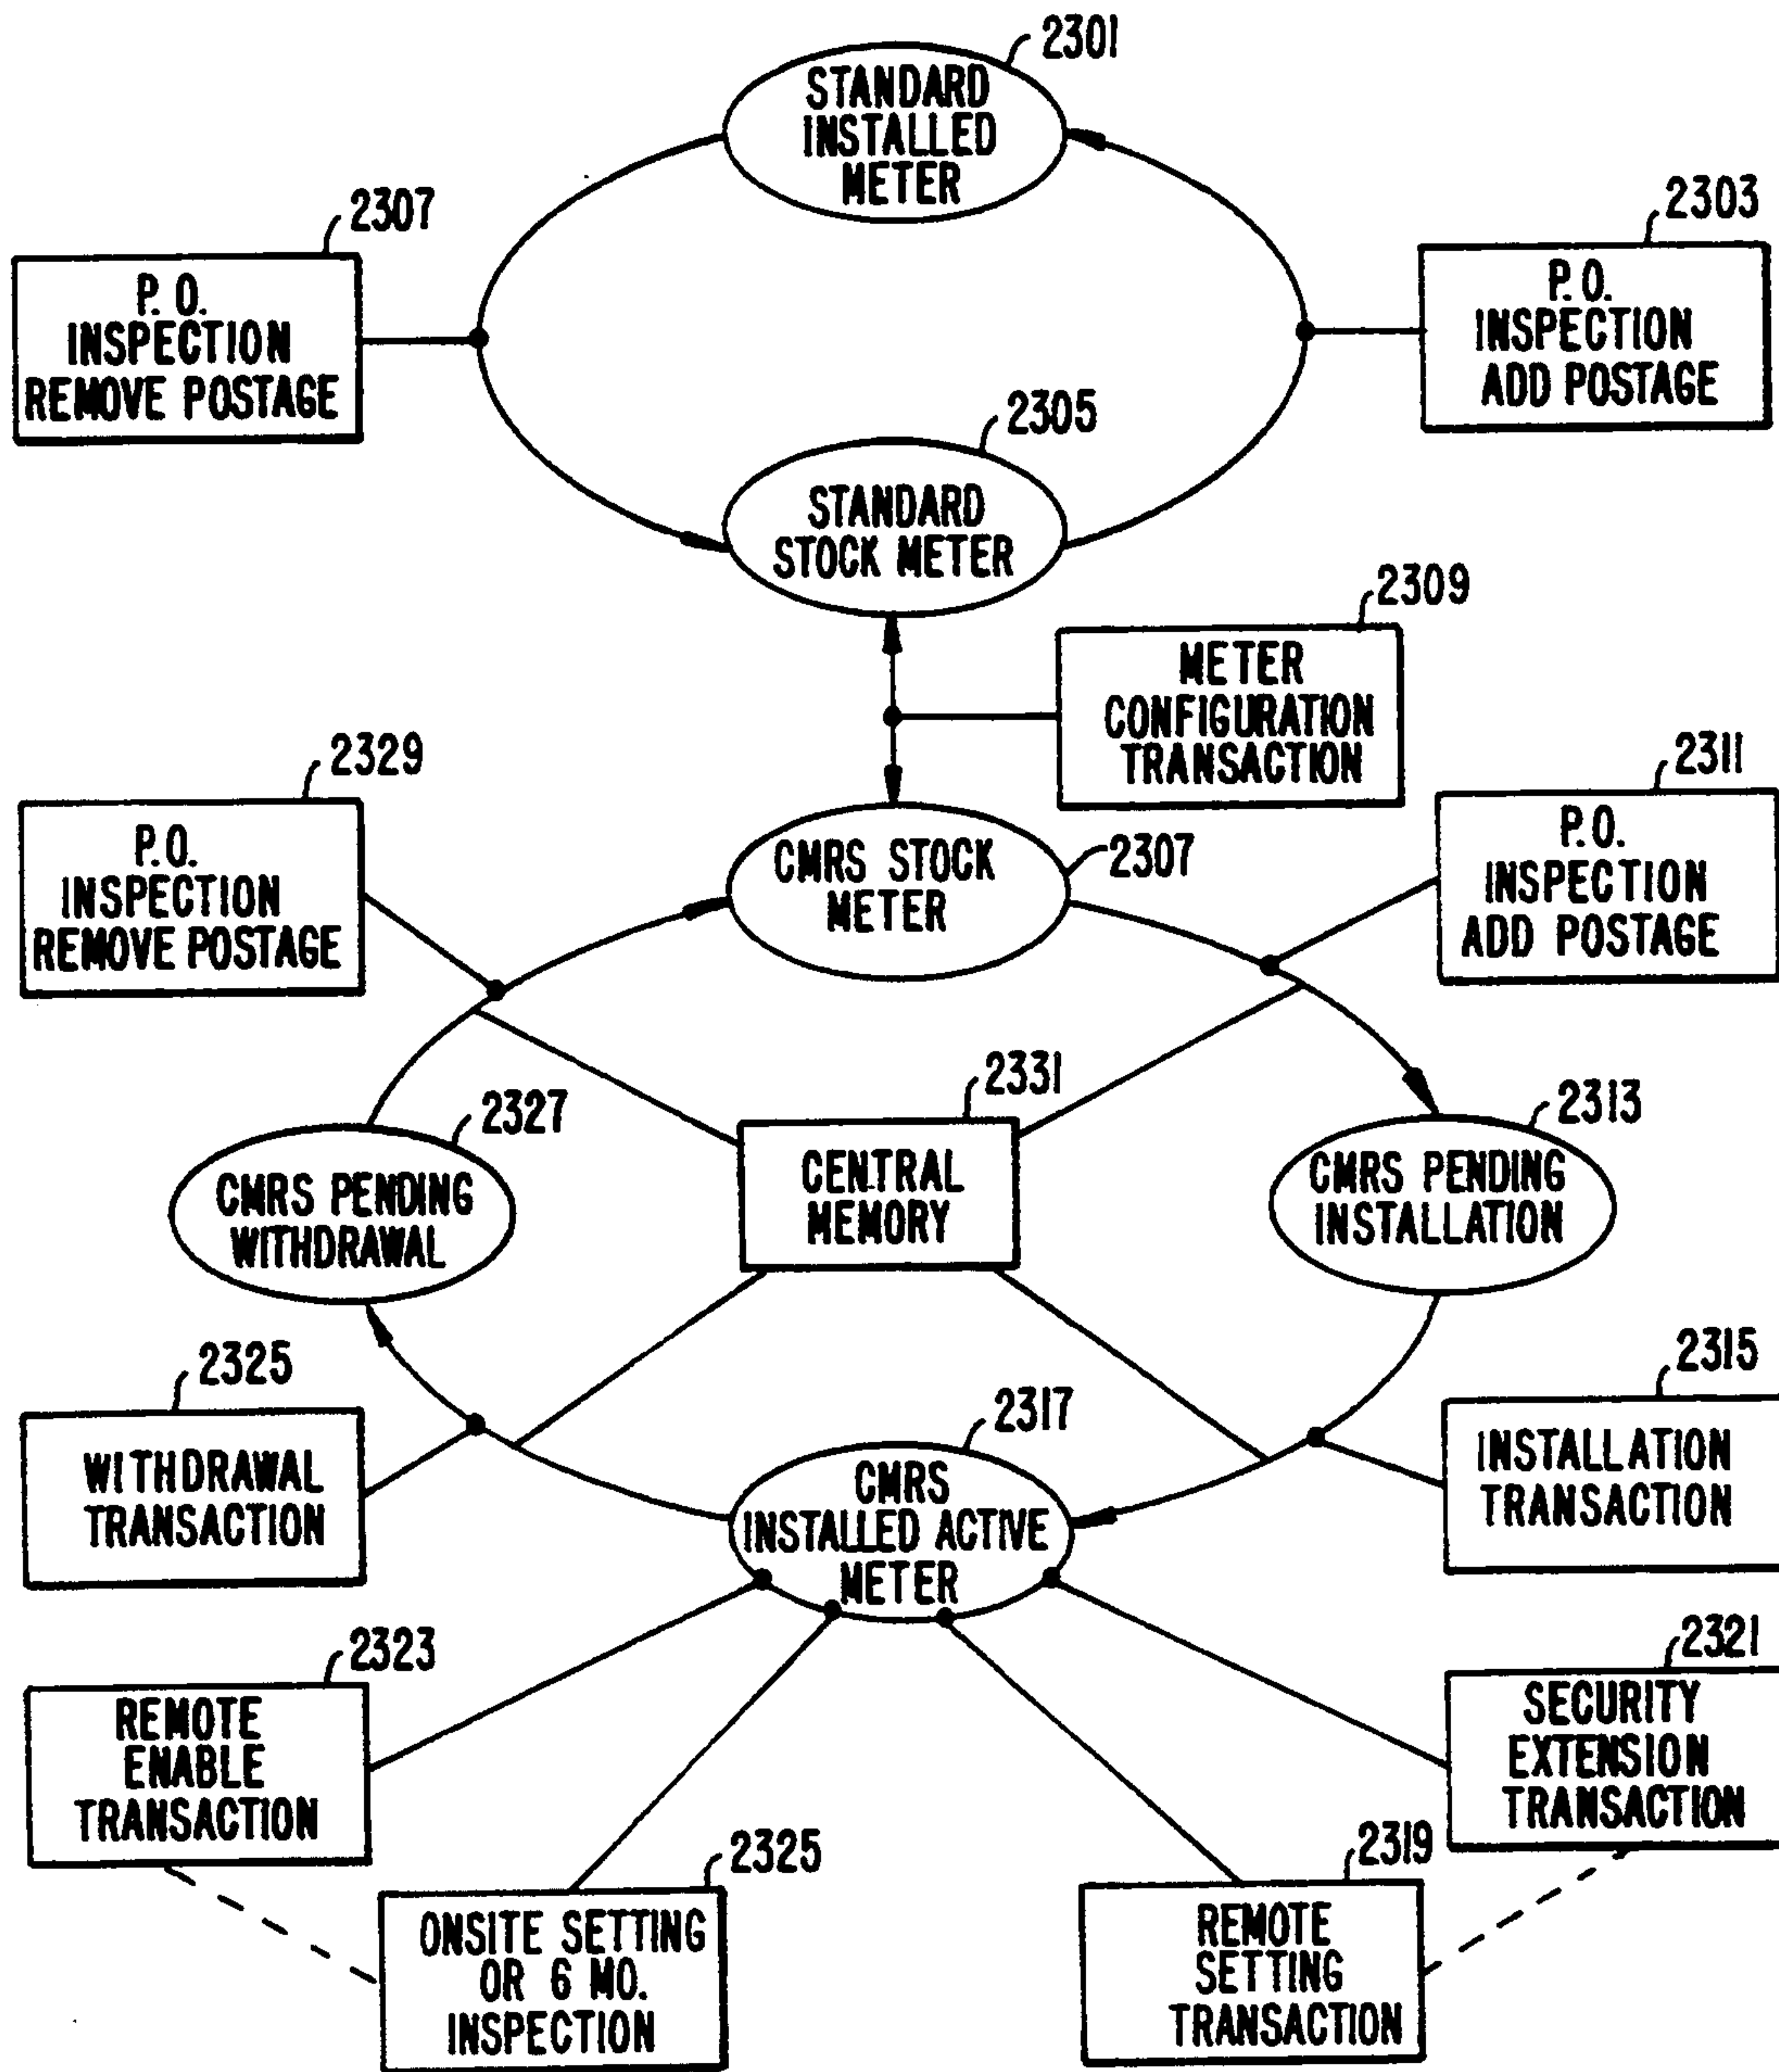 2301
STANDARD
INSTALLED
METER
2307
P. O.
INSPECTION
REMOVE POSTAGE
2303
P. O.
INSPECTION
ADD POSTAGE
2305
STANDARD
STOCK METER
2309
METER
CONFIGURATION
TRANSACTION
2329
P. O.
INSPECTION
REMOVE POSTAGE
2307
CMRS STOCK
METER
2311
P. O.
INSPECTION
ADD POSTAGE
2327
CMRS PENDING
WITHDRAWAL
2331
CENTRAL
MEMORY
2313
CMRS PENDING
INSTALLATION
2325
WITHDRAWAL
TRANSACTION
2317
CMRS
INSTALLED ACTIVE
METER
2315
INSTALLATION
TRANSACTION
2323
REMOTE
ENABLE
TRANSACTION
2321
SECURITY
EXTENSION
TRANSACTION
2325
ONSITE SETTING
OR 6 MO.
INSPECTION
2319
REMOTE
SETTING
TRANSACTION